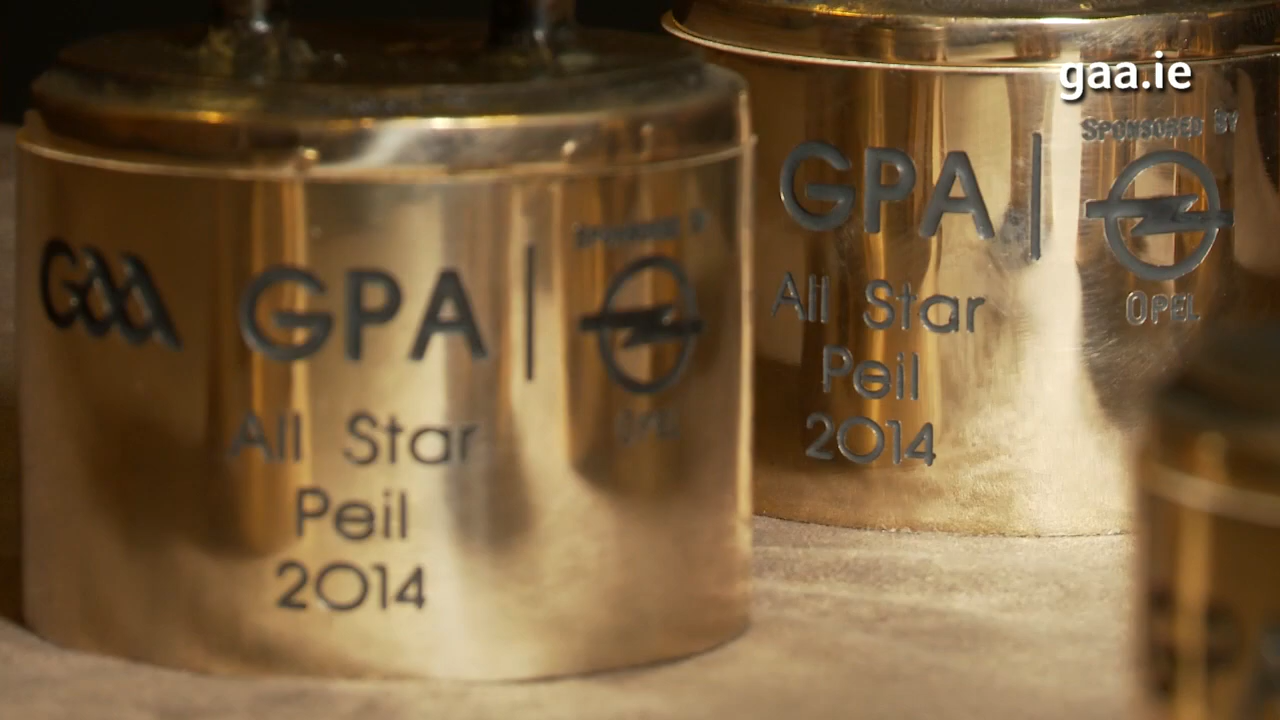 gaa.ie
GAA GPA
All Star
Peil
2014
GPA
SPONSORED BY
OPEL
All Star
Peil
2014